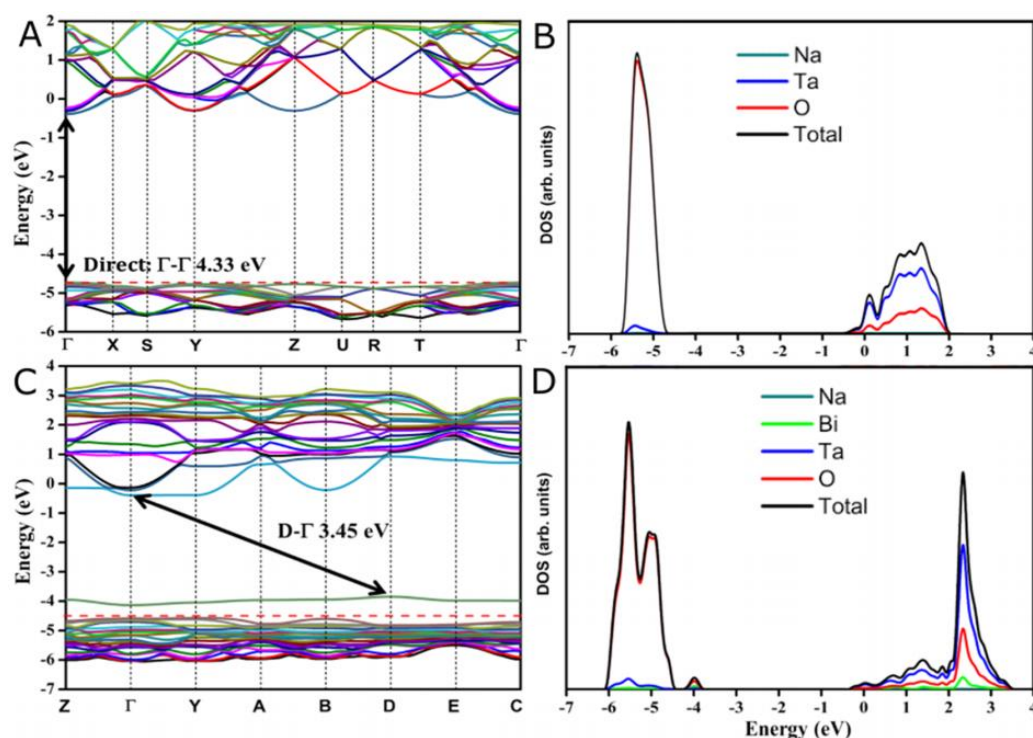 A
Energy (eV)
2
1
0
-1
-2
-3
-4
-5
-6
Direct: Γ-Γ 4.33 eV
Γ X S Y Z U R T Γ
B
DOS (arb. units)
Na
Ta
O
Total
-7 -6 -5 -4 -3 -2 -1 0 1 2 3 4
C
Energy (eV)
4
3
2
1
0
-1
-2
-3
-4
-5
-6
-7
D-Γ 3.45 eV
Z Γ Y A B D E C
D
DOS (arb. units)
Na
Bi
Ta
O
Total
-7 -6 -5 -4 -3 -2 -1 0 1 2 3 4
Energy (eV)